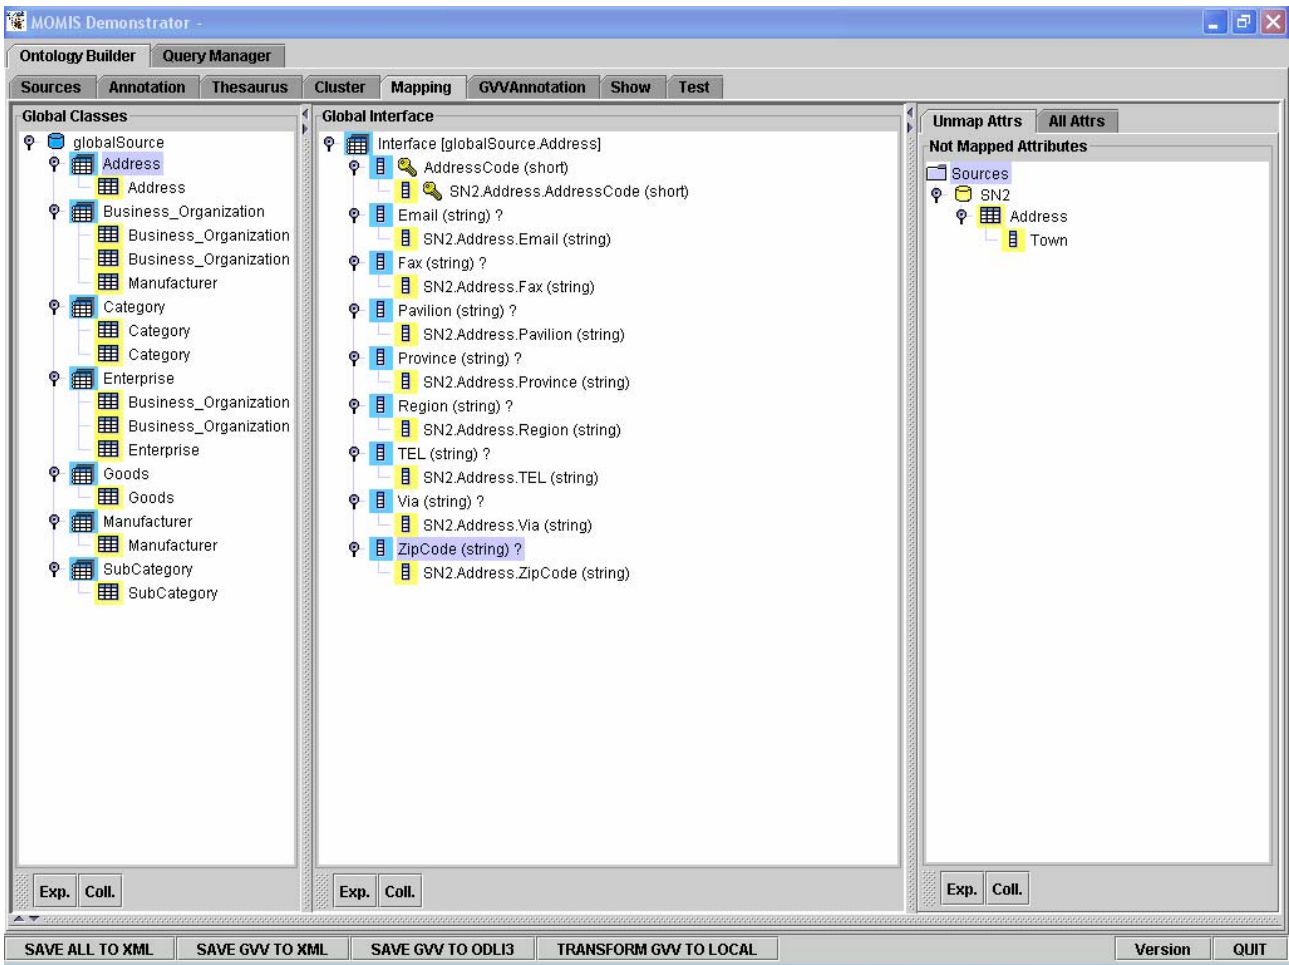 MOMIS Demonstrator -
Ontology Builder Query Manager
Sources Annotation Thesaurus Cluster Mapping GVVAnnotation Show Test
Global Classes
globalSource
Address
Address
Business_Organization
Business_Organization
Business_Organization
Manufacturer
Category
Category
Category
Enterprise
Business_Organization
Business_Organization
Enterprise
Goods
Goods
Manufacturer
Manufacturer
SubCategory
SubCategory
Exp. Coll.
Global Interface
Interface [globalSource.Address]
AddressCode (short)
SN2.Address.AddressCode (short)
Email (string) ?
SN2.Address.Email (string)
Fax (string) ?
SN2.Address.Fax (string)
Pavilion (string) ?
SN2.Address.Pavilion (string)
Province (string) ?
SN2.Address.Province (string)
Region (string) ?
SN2.Address.Region (string)
TEL (string) ?
SN2.Address.TEL (string)
Via (string) ?
SN2.Address.Via (string)
ZipCode (string) ?
SN2.Address.ZipCode (string)
Exp. Coll.
Unmap Attrs All Attrs
Not Mapped Attributes
Sources
SN2
Address
Town
Exp. Coll.
SAVE ALL TO XML SAVE GVV TO XML SAVE GVV TO ODLI3 TRANSFORM GVV TO LOCAL Version QUIT